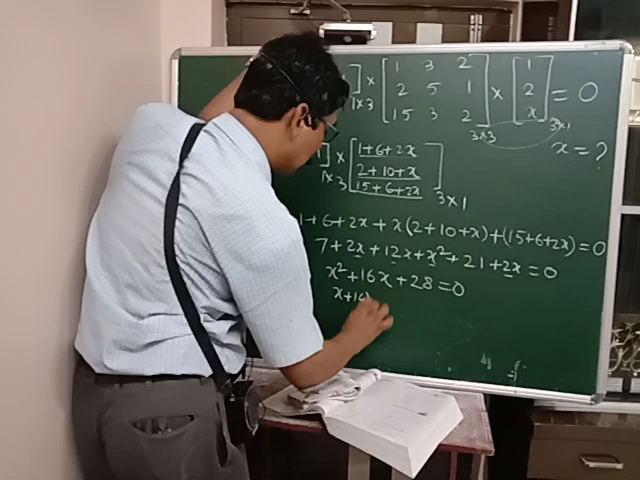 ] 1×3 × [ 1 3 2
2 5 1
15 3 2 ] 3×3 × [ 1
2
x ] 3×1 = 0
x = ?
1] 1×3 × [ 1+6+2x
2+10+x
15+6+2x ] 3×1
1+6+2x+x(2+10+x)+(15+6+2x)=0
7+2x+12x+x²+21+2x=0
x²+16x+28=0
x+14